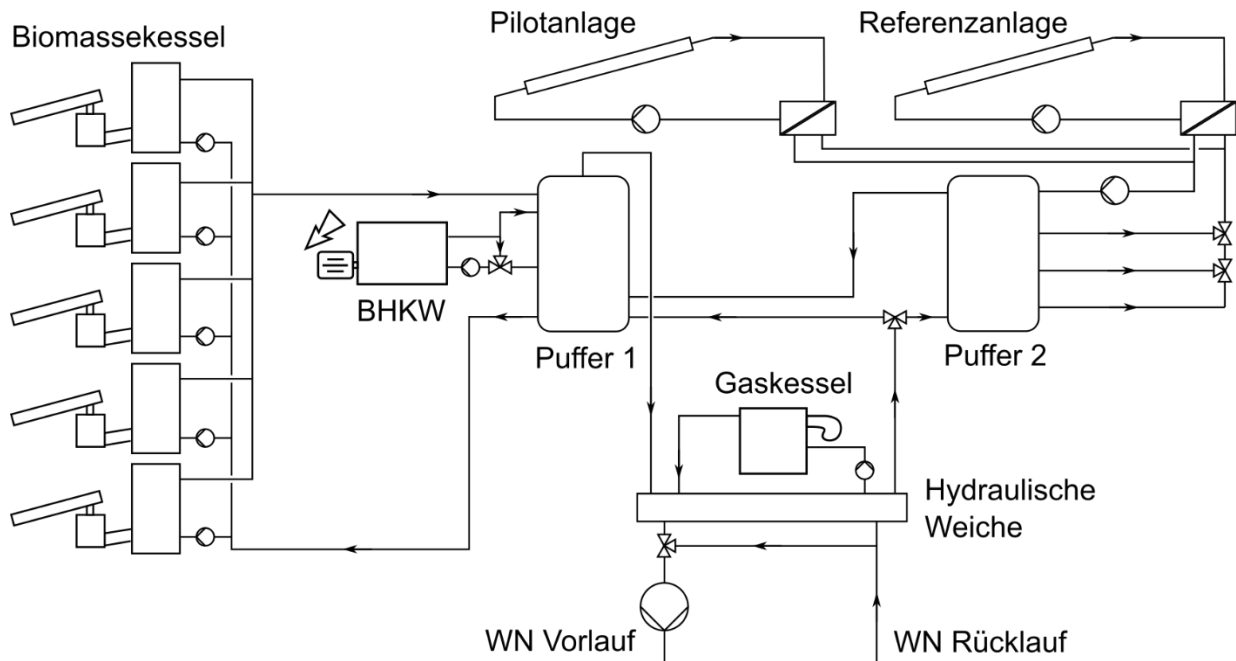 Pilotanlage
Referenzanlage
Biomassekessel
BHKW
Puffer 1
Puffer 2
Gaskessel
Hydraulische
Weiche
WN Vorlauf
WN Rücklauf